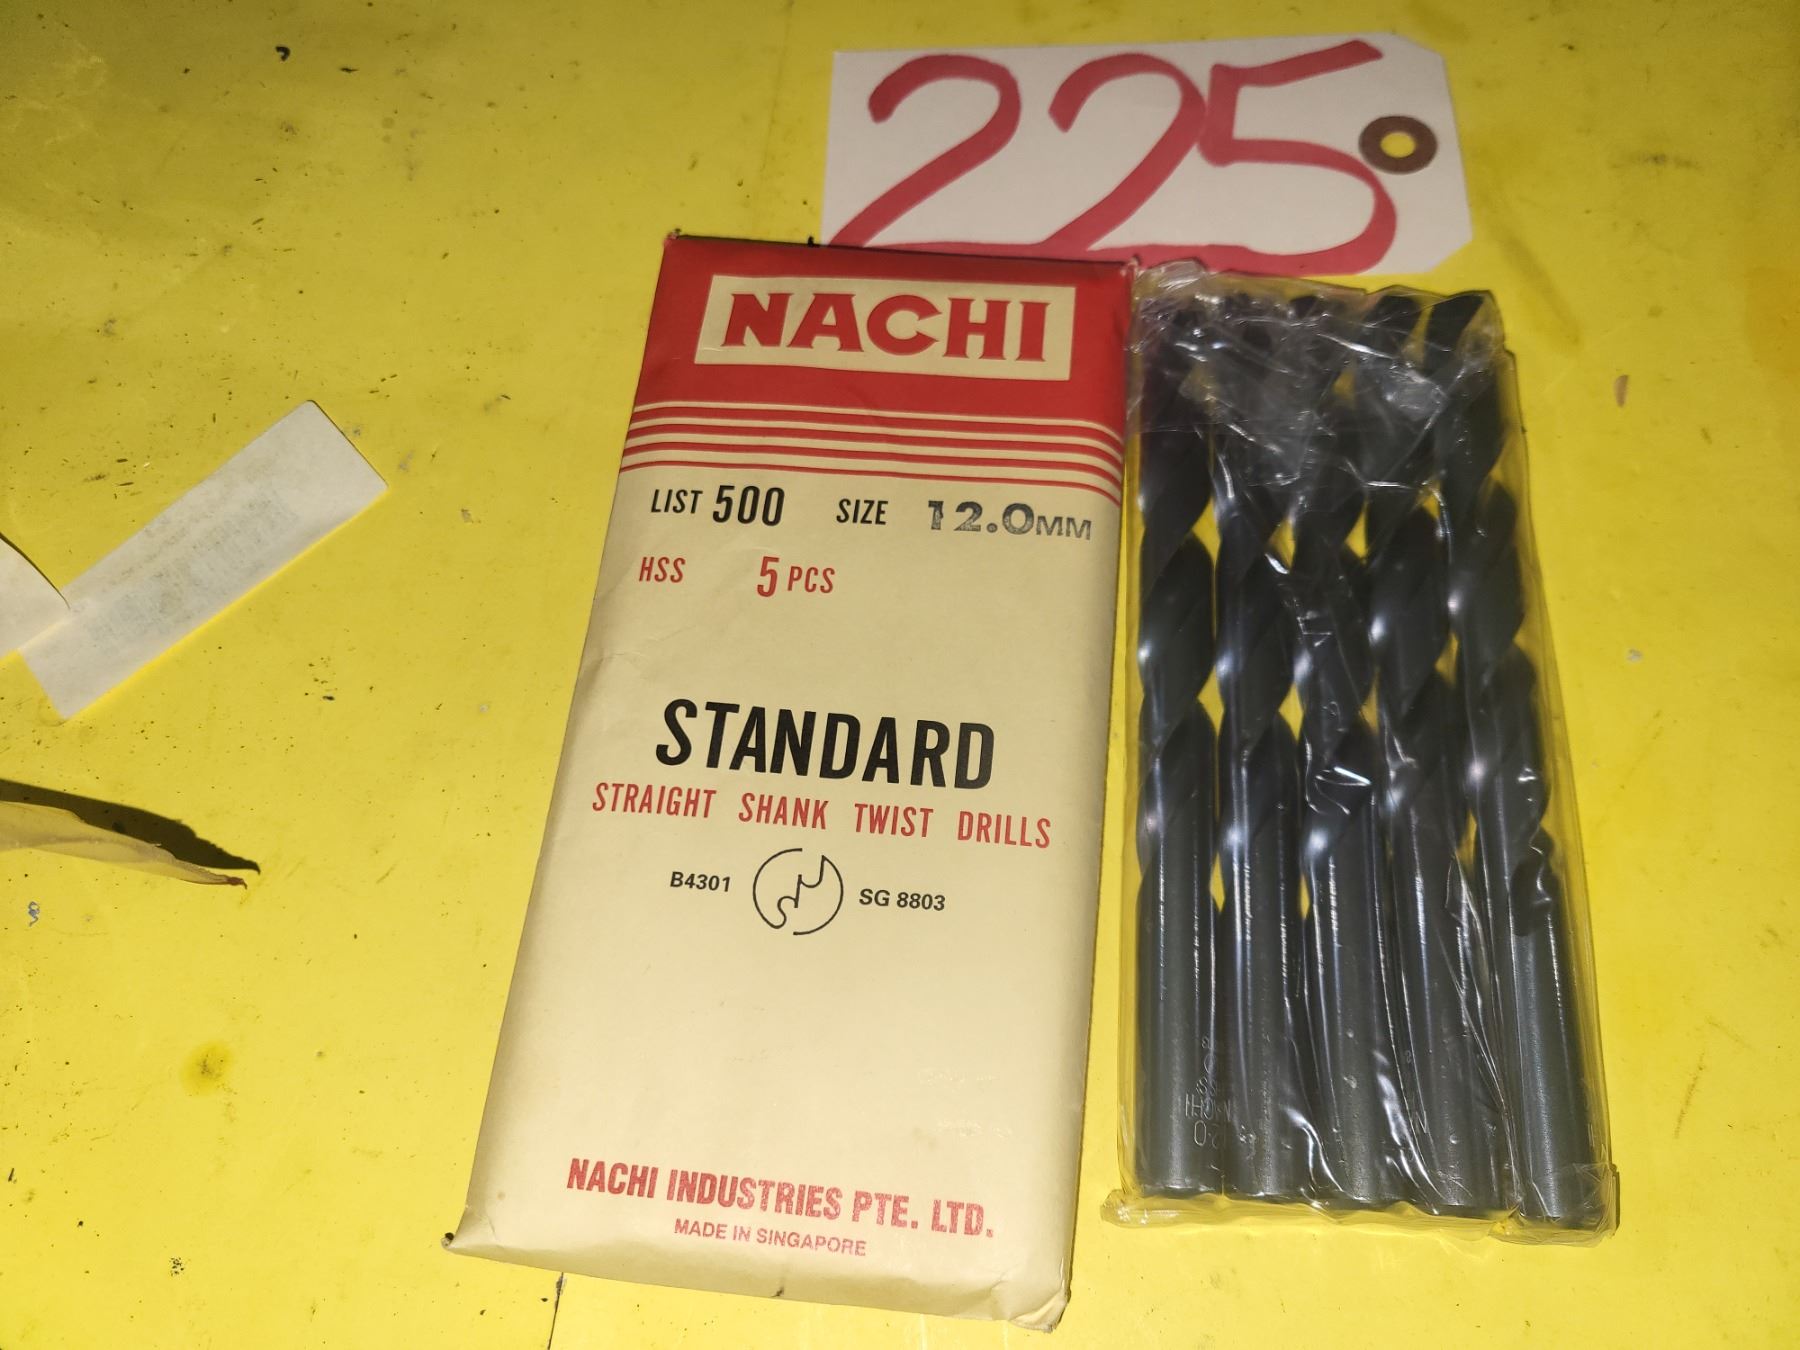 225
NACHI
LIST 500 SIZE 12.0MM
HSS 5 PCS
STANDARD
STRAIGHT SHANK TWIST DRILLS
B4301 SG 8803
NACHI INDUSTRIES PTE. LTD.
MADE IN SINGAPORE
NACHI